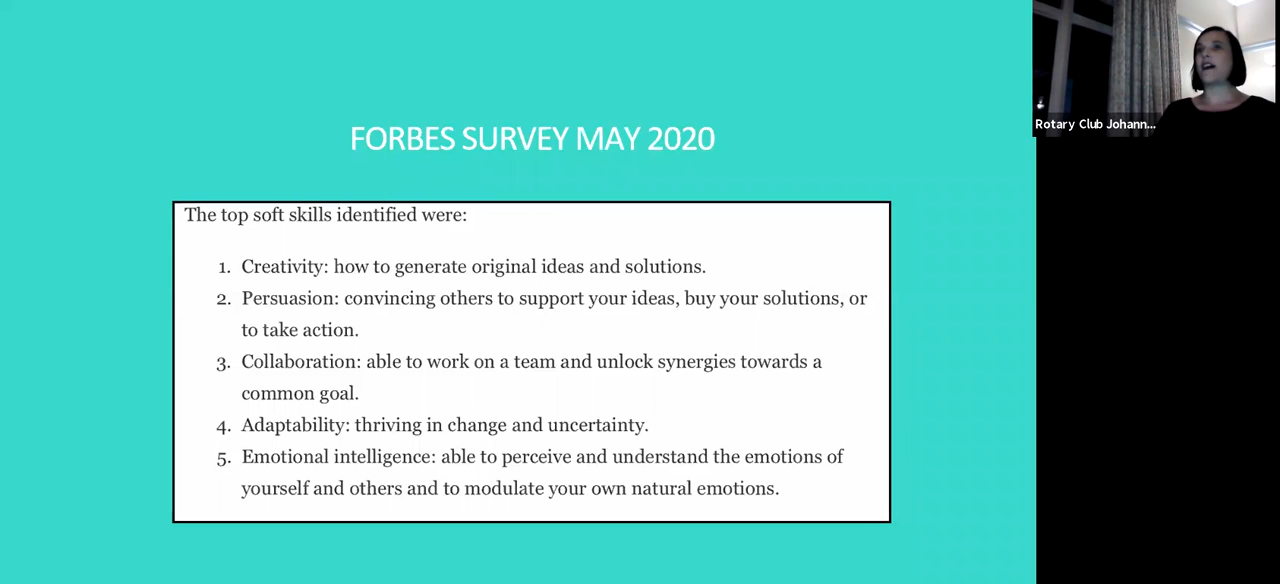 FORBES SURVEY MAY 2020
Rotary Club Johann...
The top soft skills identified were:
1. Creativity: how to generate original ideas and solutions.
2. Persuasion: convincing others to support your ideas, buy your solutions, or
to take action.
3. Collaboration: able to work on a team and unlock synergies towards a
common goal.
4. Adaptability: thriving in change and uncertainty.
5. Emotional intelligence: able to perceive and understand the emotions of
yourself and others and to modulate your own natural emotions.